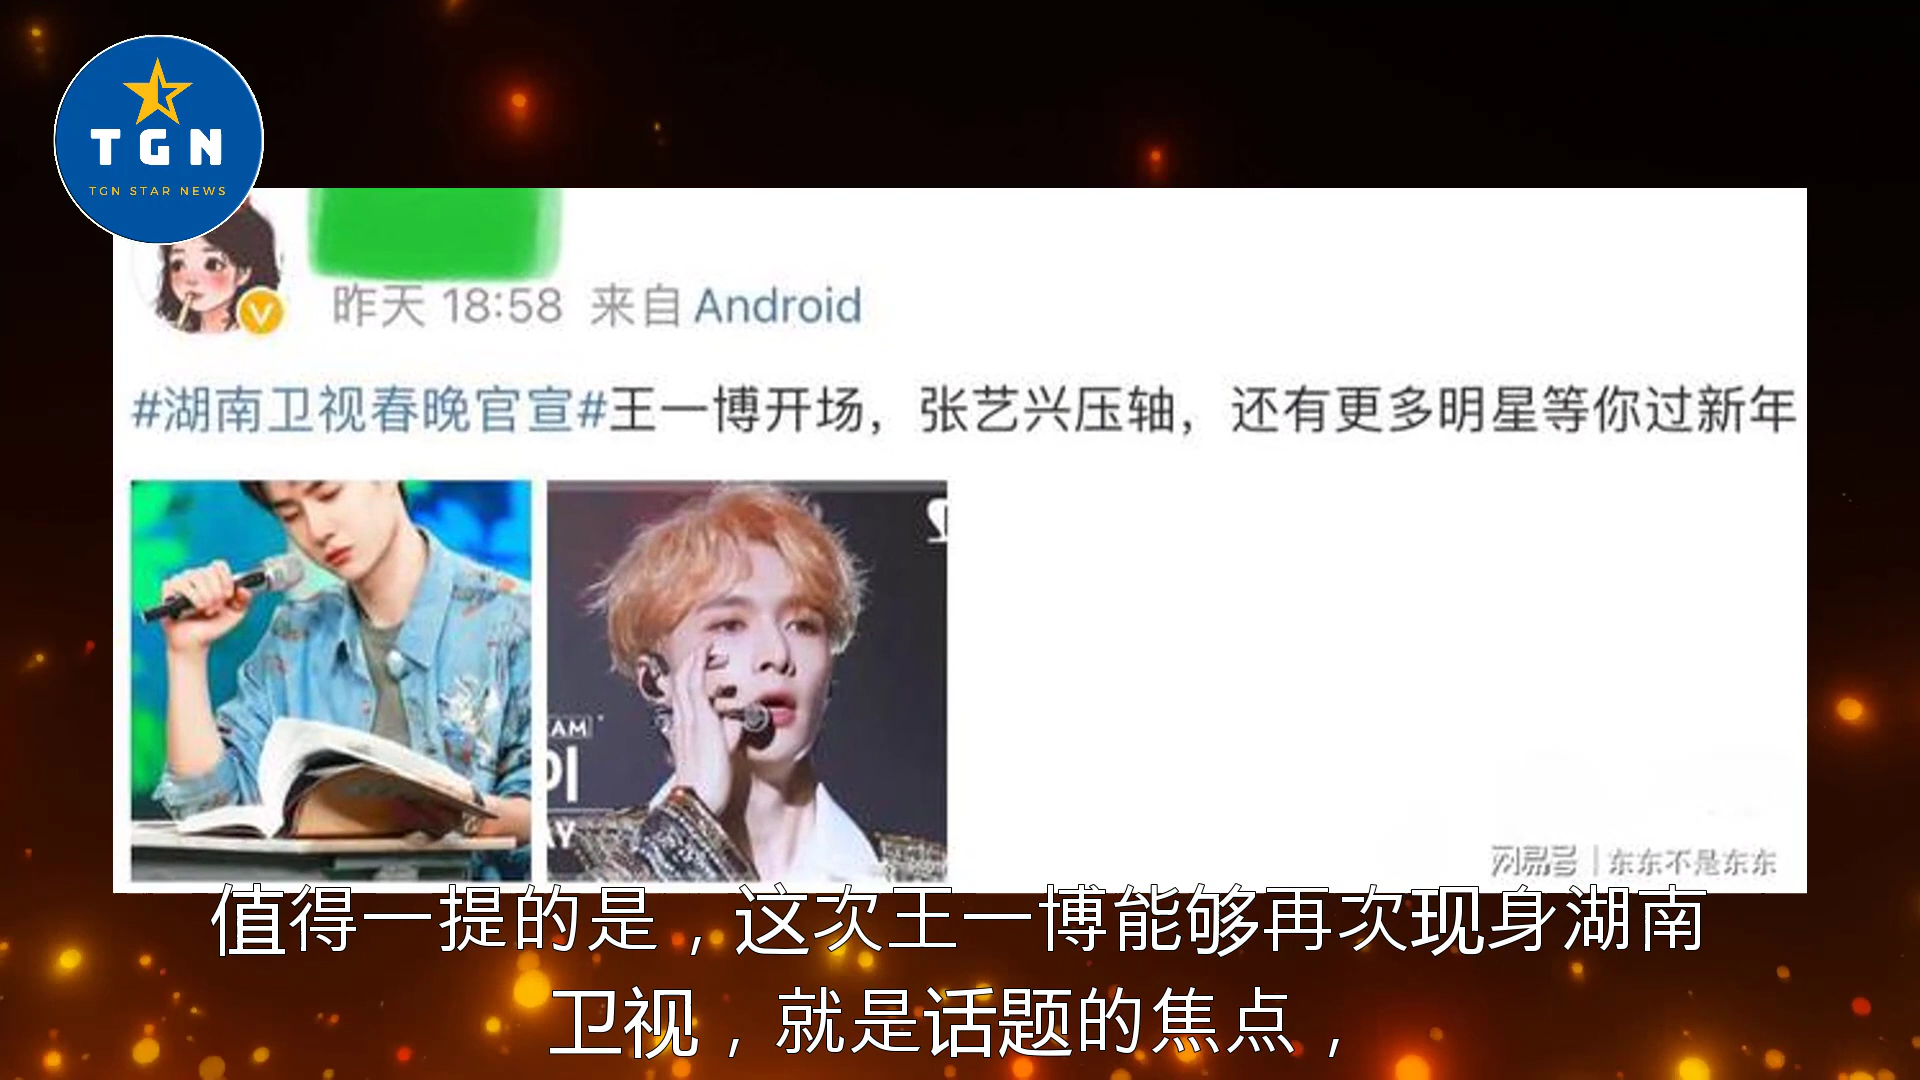 TGN
TGN STAR NEWS
V
昨天 18:58 来自 Android
#湖南卫视春晚官宣#王一博开场，张艺兴压轴，还有更多明星等你过新年
AM
AY
网易号 | 东东不是东东
值得一提的是，这次王一博能够再次现身湖南
卫视，就是话题的焦点，